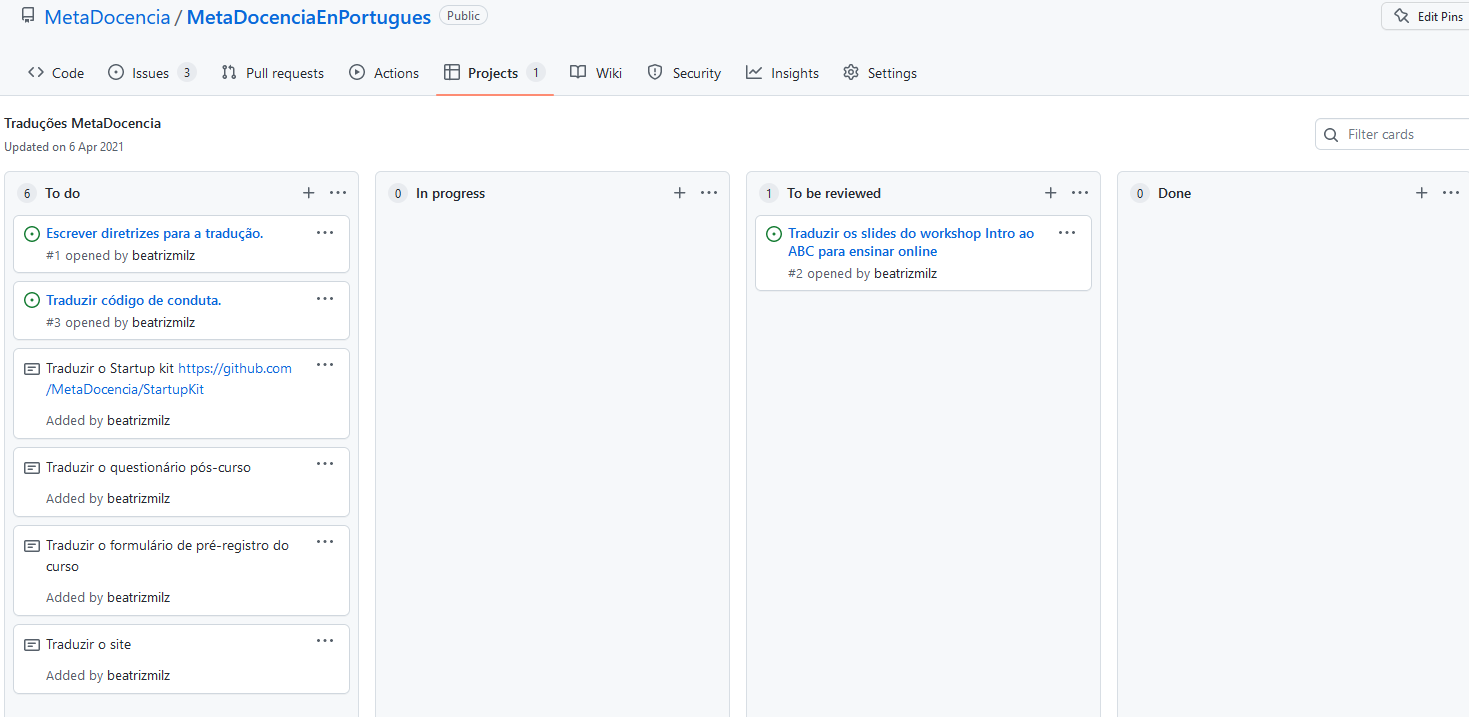 MetaDocencia / MetaDocenciaEnPortugues Public
Edit Pins
Code Issues 3 Pull requests Actions Projects 1 Wiki Security Insights Settings
Traduções MetaDocencia
Updated on 6 Apr 2021
Filter cards
6 To do
Escrever diretrizes para a tradução.
#1 opened by beatrizmilz
Traduzir código de conduta.
#3 opened by beatrizmilz
Traduzir o Startup kit https://github.com
/MetaDocencia/StartupKit
Added by beatrizmilz
Traduzir o questionário pós-curso
Added by beatrizmilz
Traduzir o formulário de pré-registro do
curso
Added by beatrizmilz
Traduzir o site
Added by beatrizmilz
0 In progress
1 To be reviewed
Traduzir os slides do workshop Intro ao
ABC para ensinar online
#2 opened by beatrizmilz
0 Done